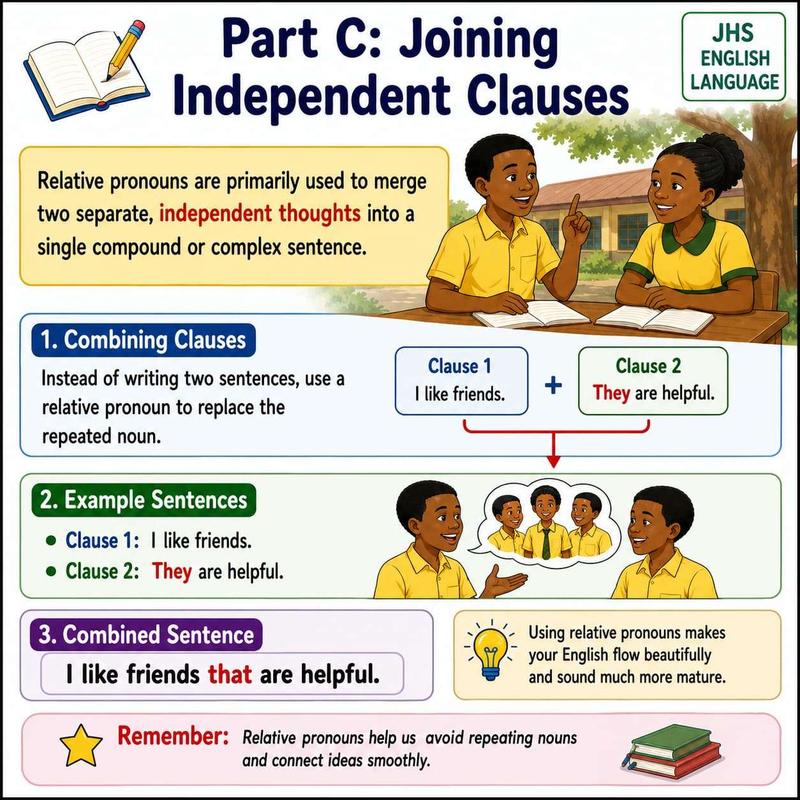 Part C: Joining
Independent Clauses
JHS
ENGLISH
LANGUAGE
Relative pronouns are primarily used to merge
two separate, independent thoughts into a
single compound or complex sentence.
1. Combining Clauses
Instead of writing two sentences, use a
relative pronoun to replace the
repeated noun.
Clause 1
I like friends.
+
Clause 2
They are helpful.
2. Example Sentences
• Clause 1: I like friends.
• Clause 2: They are helpful.
3. Combined Sentence
I like friends that are helpful.
Using relative pronouns makes
your English flow beautifully
and sound much more mature.
Remember: Relative pronouns help us avoid repeating nouns
and connect ideas smoothly.